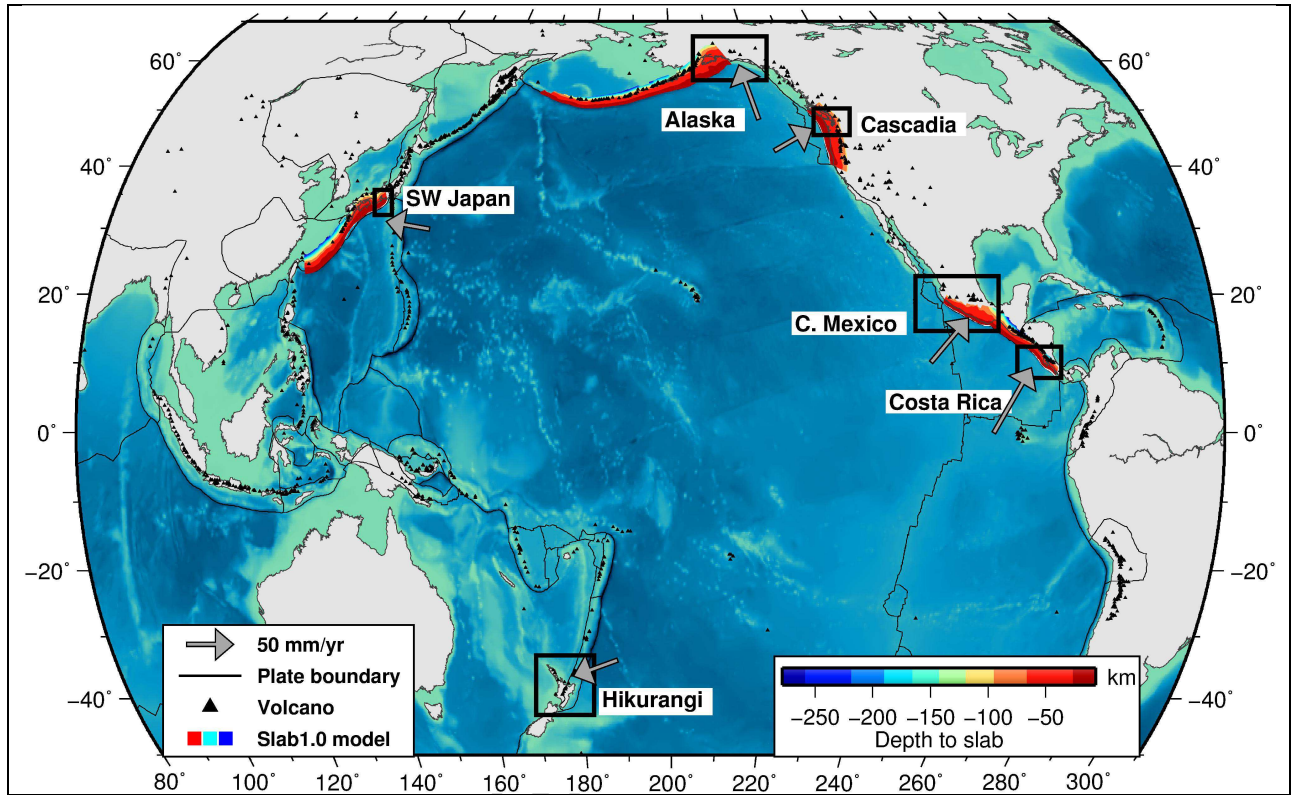 60˚
60˚
Alaska
Cascadia
40˚
40˚
SW Japan
20˚
20˚
C. Mexico
Costa Rica
0˚
0˚
−20˚
−20˚
50 mm/yr
Plate boundary
Volcano
Slab1.0 model
Hikurangi
km
−250 −200 −150 −100 −50
Depth to slab
−40˚
−40˚
80˚ 100˚ 120˚ 140˚ 160˚ 180˚ 200˚ 220˚ 240˚ 260˚ 280˚ 300˚